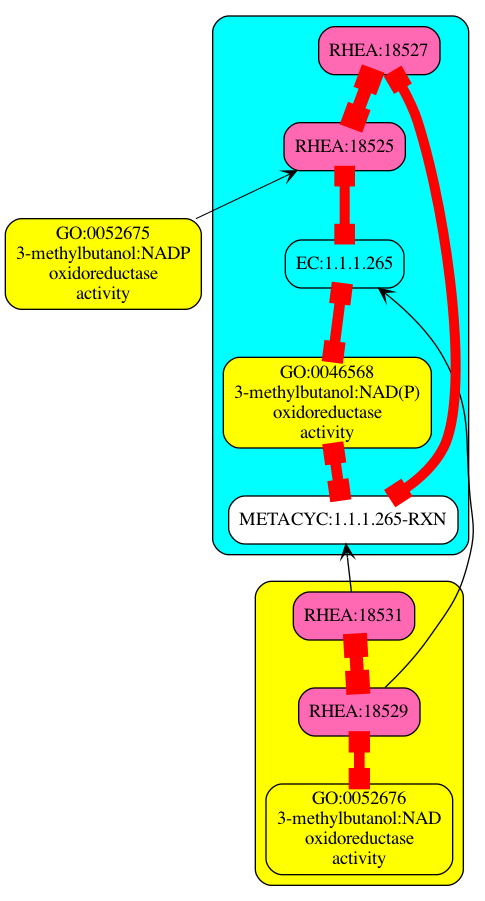 RHEA:18527
RHEA:18525
GO:0052675
3-methylbutanol:NADP
oxidoreductase
activity
EC:1.1.1.265
GO:0046568
3-methylbutanol:NAD(P)
oxidoreductase
activity
METACYC:1.1.1.265-RXN
RHEA:18531
RHEA:18529
GO:0052676
3-methylbutanol:NAD
oxidoreductase
activity